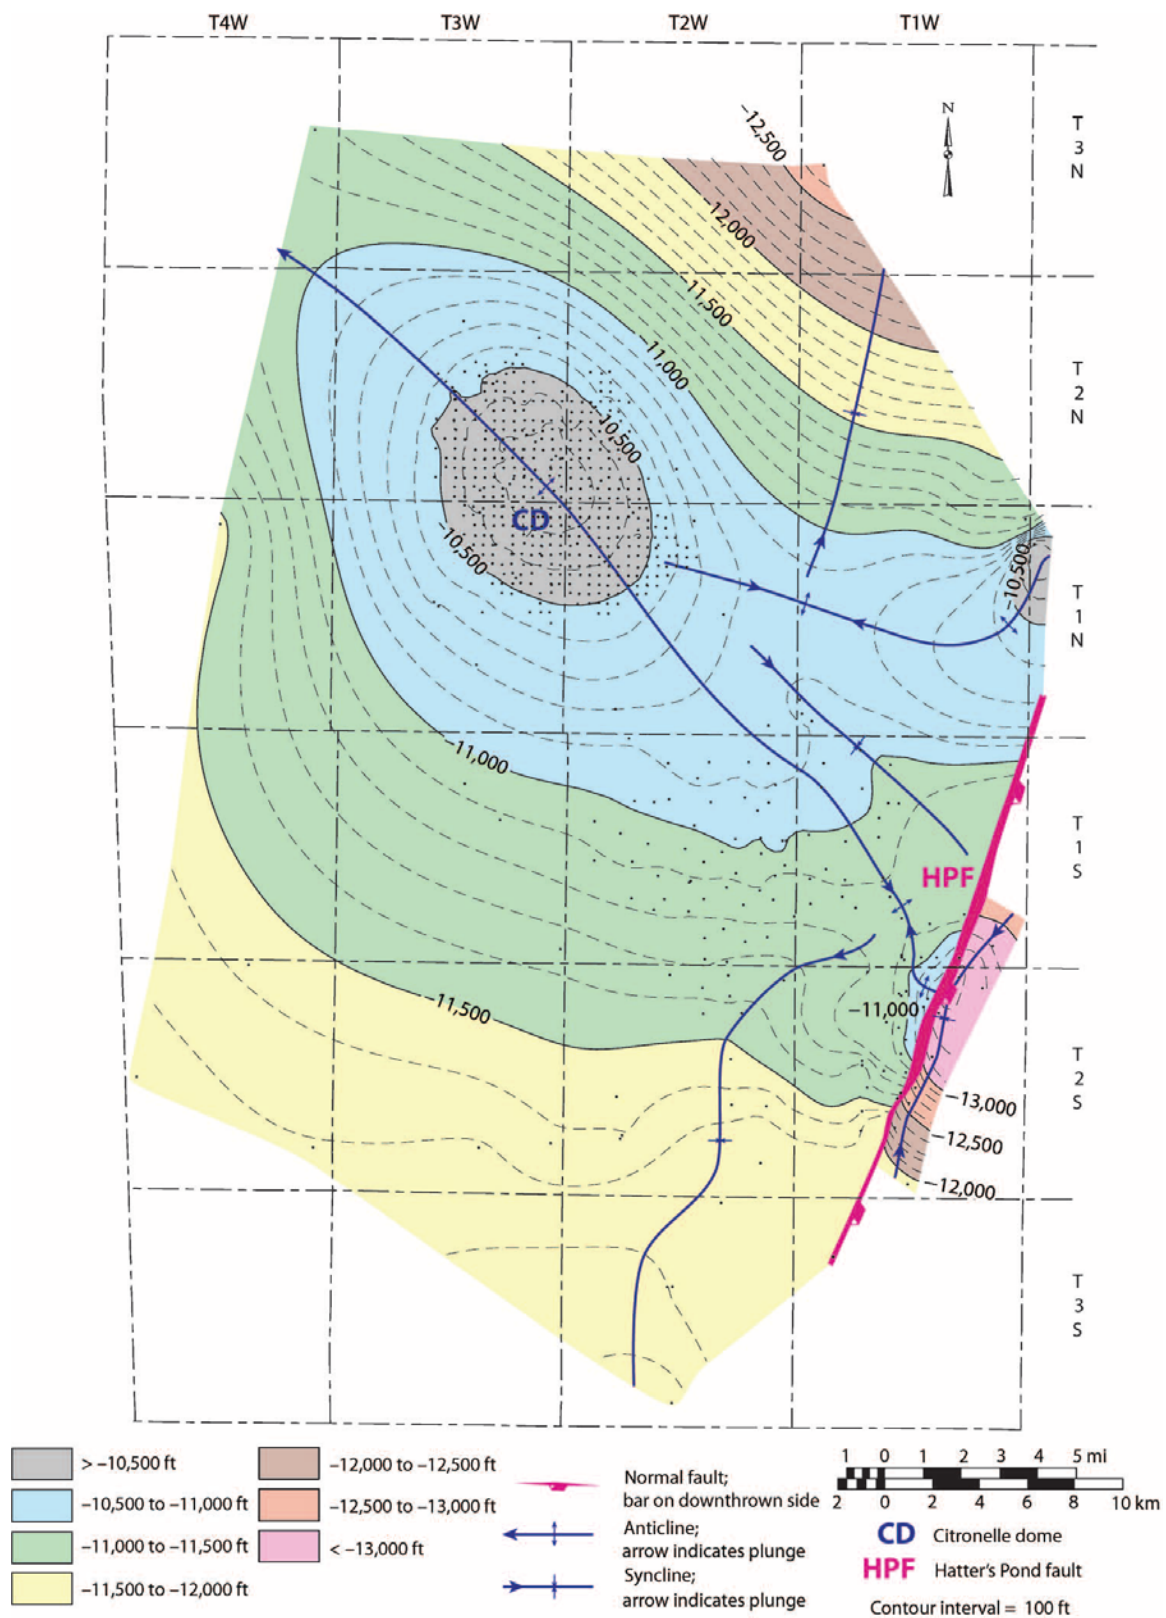 T4W T3W T2W T1W
N
T
3
N
−12,500
12,000
−11,500
−11,000
T
2
N
10,500
CD
−10,500
−10,500
T
1
N
−11,000
T
1
S
HPF
−11,500
−11,000
T
2
S
−13,000
−12,500
−12,000
T
3
S
> −10,500 ft
−10,500 to −11,000 ft
−11,000 to −11,500 ft
−11,500 to −12,000 ft
−12,000 to −12,500 ft
−12,500 to −13,000 ft
< −13,000 ft
Normal fault;
bar on downthrown side
Anticline;
arrow indicates plunge
Syncline;
arrow indicates plunge
1 0 1 2 3 4 5 mi
2 0 2 4 6 8 10 km
CD Citronelle dome
HPF Hatter's Pond fault
Contour interval = 100 ft